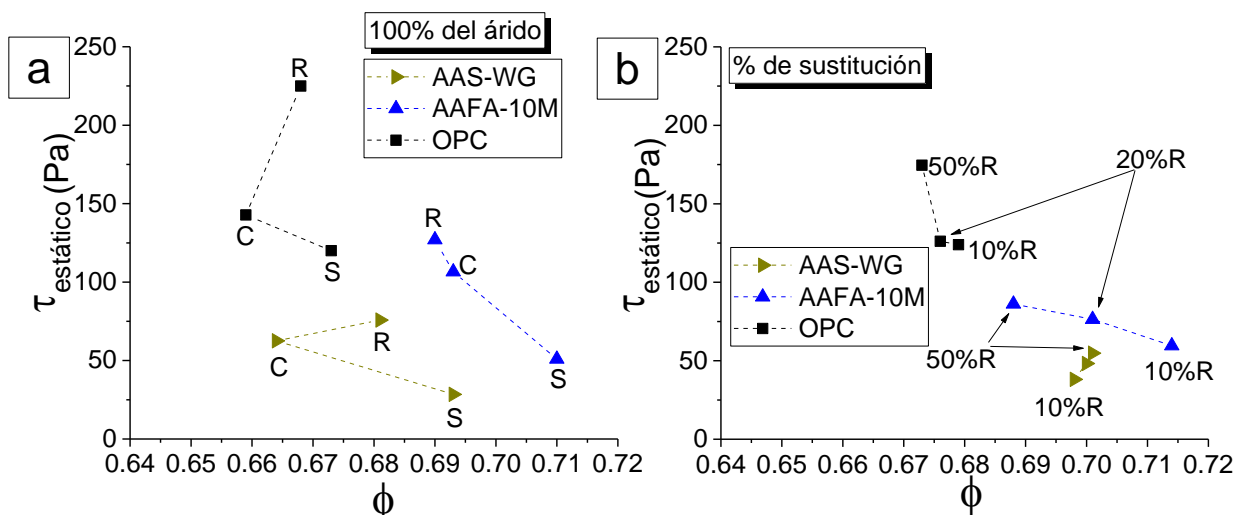 a
100% del árido
AAS-WG
AAFA-10M
OPC
250
200
150
100
50
0
τestático (Pa)
R
C
S
R
C
S
R
C
S
0.64 0.65 0.66 0.67 0.68 0.69 0.70 0.71 0.72
ϕ
b
% de sustitución
250
200
150
100
50
0
τestático (Pa)
50%R
20%R
10%R
AAS-WG
AAFA-10M
OPC
50%R
10%R
10%R
0.64 0.65 0.66 0.67 0.68 0.69 0.70 0.71 0.72
ϕ